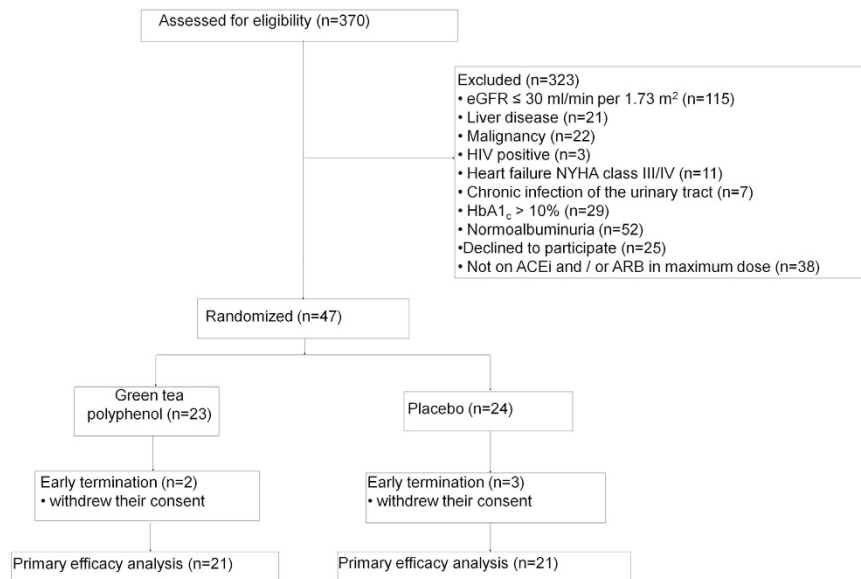 Assessed for eligibility (n=370)
Excluded (n=323)
• eGFR ≤ 30 ml/min per 1.73 m² (n=115)
• Liver disease (n=21)
• Malignancy (n=22)
• HIV positive (n=3)
• Heart failure NYHA class III/IV (n=11)
• Chronic infection of the urinary tract (n=7)
• HbA1c > 10% (n=29)
• Normoalbuminuria (n=52)
•Declined to participate (n=25)
• Not on ACEi and / or ARB in maximum dose (n=38)
Randomized (n=47)
Green tea
polyphenol (n=23)
Placebo (n=24)
Early termination (n=2)
• withdrew their consent
Early termination (n=3)
• withdrew their consent
Primary efficacy analysis (n=21)
Primary efficacy analysis (n=21)